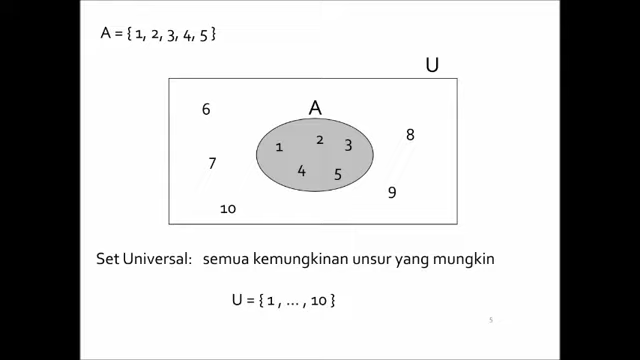 A = { 1, 2, 3, 4, 5 }
U
A
6
8
1 2 3
7
4 5
9
10
Set Universal: semua kemungkinan unsur yang mungkin
U = { 1 , ... , 10 }
5